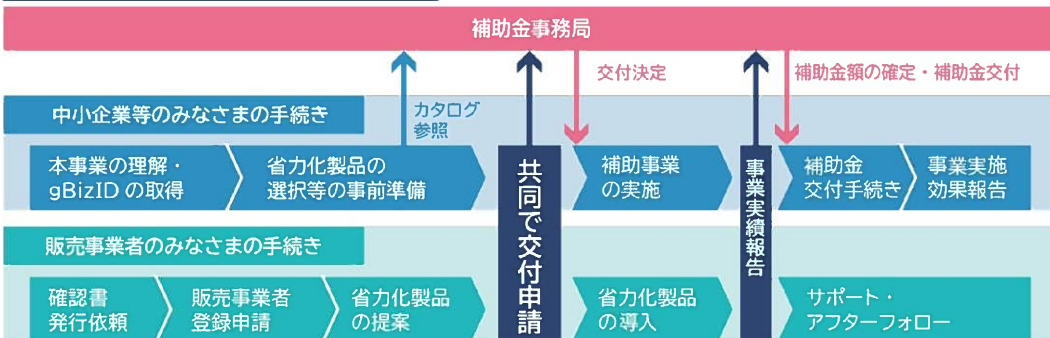 補助金事務局
交付決定
補助金額の確定・補助金交付
カタログ
参照
中小企業等のみなさまの手続き
本事業の理解・
gBizIDの取得
省力化製品の
選択等の事前準備
共同で交付申請
補助事業
の実施
事業実績報告
補助金
交付手続き
事業実施
効果報告
販売事業者のみなさまの手続き
確認書
発行依頼
販売事業者
登録申請
省力化製品
の提案
省力化製品
の導入
サポート・
アフターフォロー